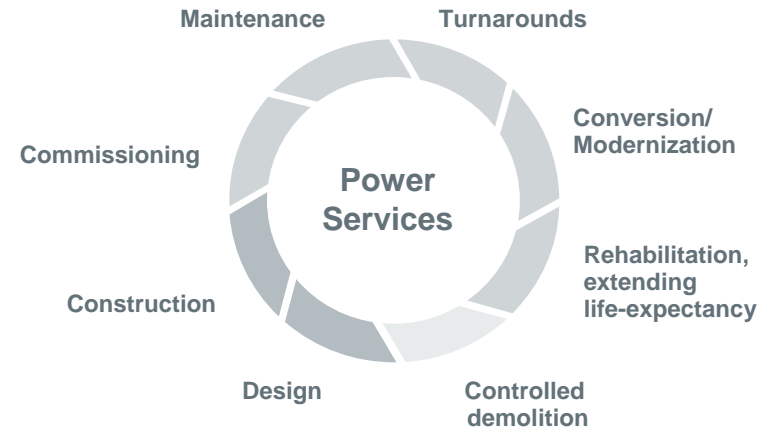 Maintenance
Turnarounds
Conversion/
Modernization
Commissioning
Power
Services
Rehabilitation,
extending
life-expectancy
Construction
Design
Controlled
demolition